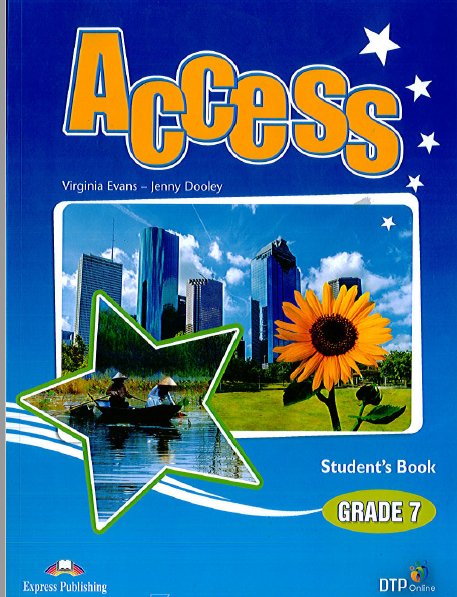 Access
Virginia Evans – Jenny Dooley
Student's Book
GRADE 7
Express Publishing
DTP Online